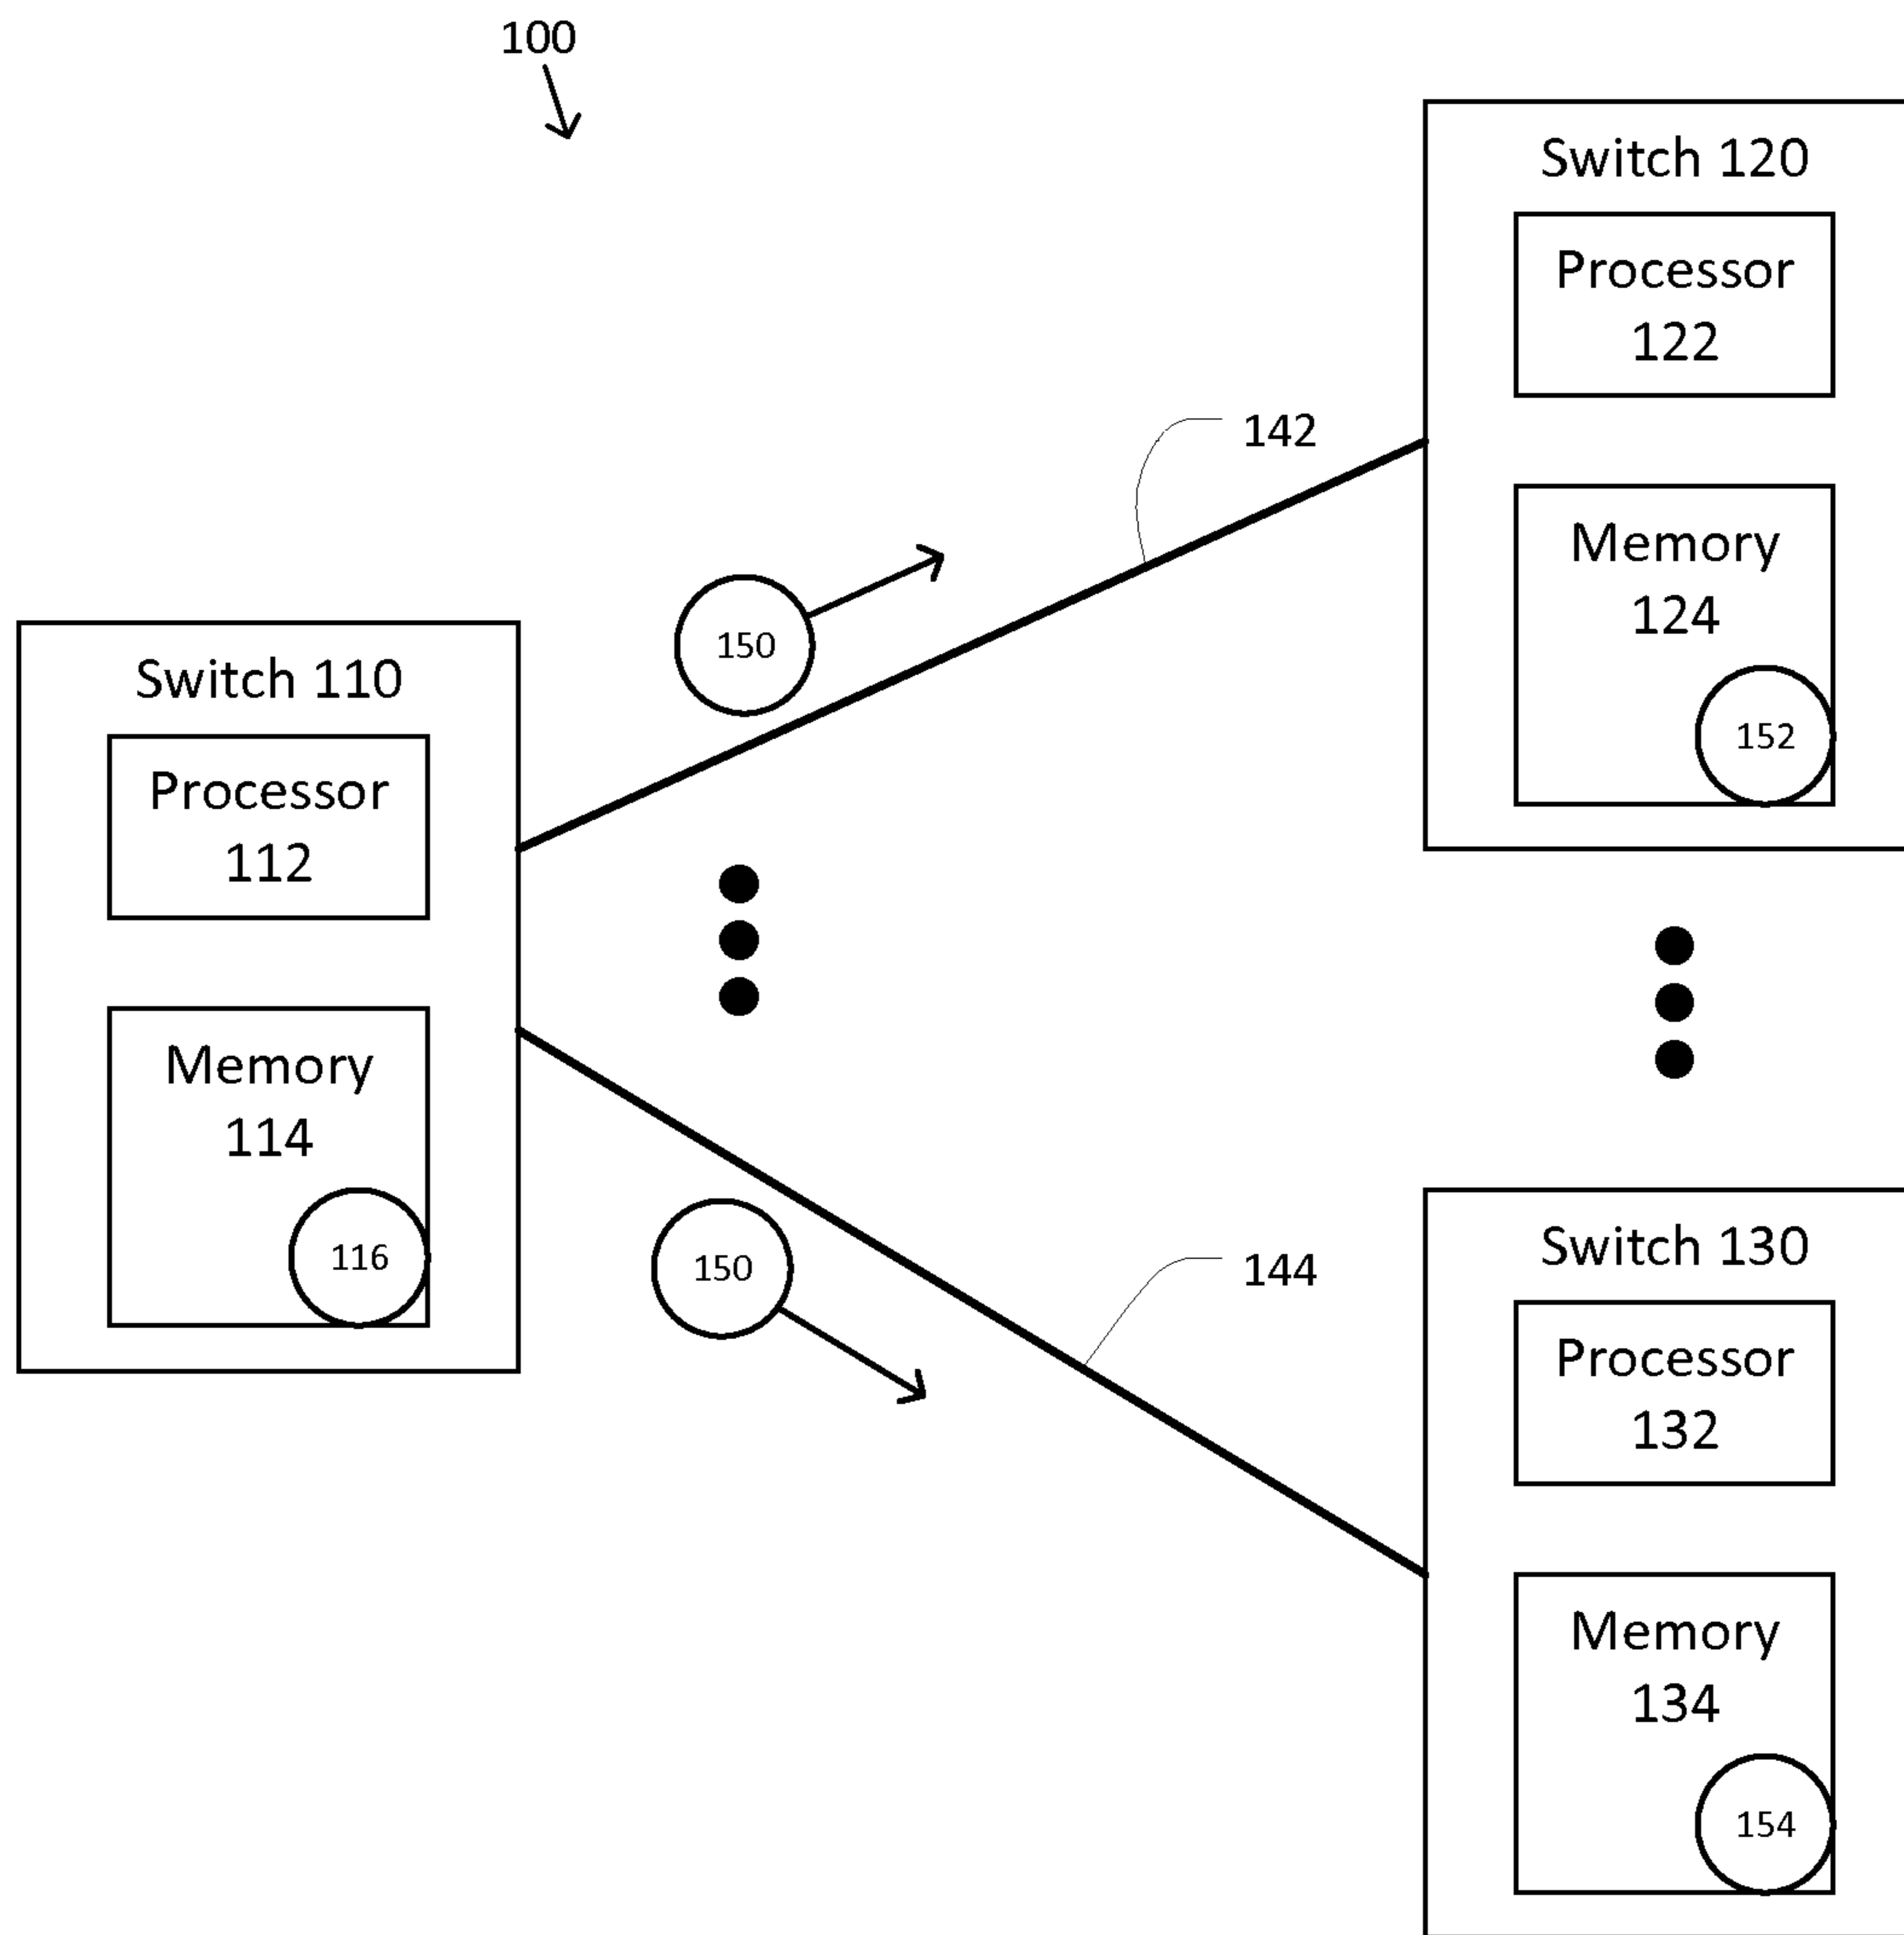 100
Switch 120
Processor
122
142
Memory
124
150
152
Switch 110
Processor
112
Memory
114
116
150
144
Switch 130
Processor
132
Memory
134
154